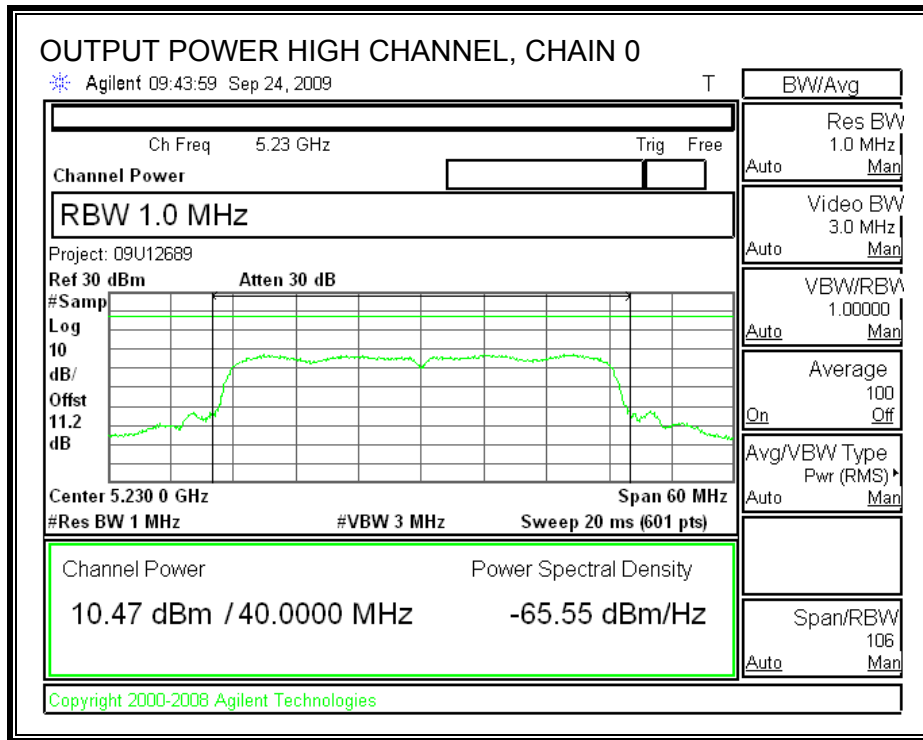 OUTPUT POWER HIGH CHANNEL, CHAIN 0
Agilent 09:43:59 Sep 24, 2009 T
BW/Avg
Ch Freq 5.23 GHz Trig Free
Channel Power
RBW 1.0 MHz
Project: 09U12689
Ref 30 dBm Atten 30 dB
#Samp
Log
10
dB/
Offst
11.2
dB
Center 5.230 0 GHz Span 60 MHz
#Res BW 1 MHz #VBW 3 MHz Sweep 20 ms (601 pts)
Channel Power Power Spectral Density
10.47 dBm / 40.0000 MHz -65.55 dBm/Hz
Copyright 2000-2008 Agilent Technologies
Res BW
1.0 MHz
Auto Man
Video BW
3.0 MHz
Auto Man
VBW/RBW
1.00000
Auto Man
Average
100
On Off
Avg/VBW Type
Pwr (RMS)
Auto Man
Span/RBW
106
Auto Man